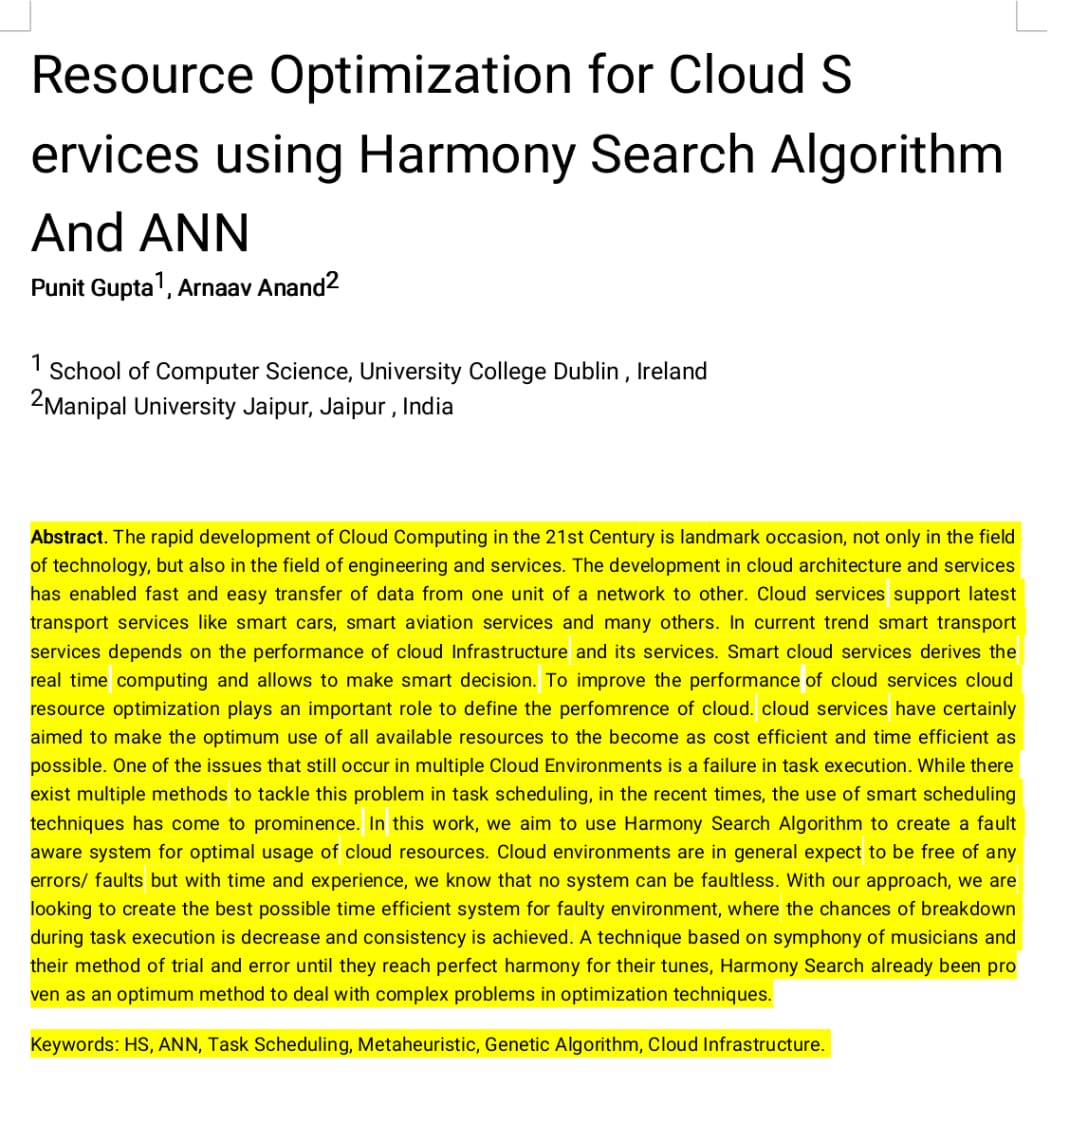 Resource Optimization for Cloud S
ervices using Harmony Search Algorithm
And ANN
Punit Gupta1, Arnaav Anand2
1 School of Computer Science, University College Dublin , Ireland
2Manipal University Jaipur, Jaipur , India
Abstract. The rapid development of Cloud Computing in the 21st Century is landmark occasion, not only in the field
of technology, but also in the field of engineering and services. The development in cloud architecture and services
has enabled fast and easy transfer of data from one unit of a network to other. Cloud services support latest
transport services like smart cars, smart aviation services and many others. In current trend smart transport
services depends on the performance of cloud Infrastructure and its services. Smart cloud services derives the
real time computing and allows to make smart decision. To improve the performance of cloud services cloud
resource optimization plays an important role to define the perfomrence of cloud. cloud services have certainly
aimed to make the optimum use of all available resources to the become as cost efficient and time efficient as
possible. One of the issues that still occur in multiple Cloud Environments is a failure in task execution. While there
exist multiple methods to tackle this problem in task scheduling, in the recent times, the use of smart scheduling
techniques has come to prominence. In this work, we aim to use Harmony Search Algorithm to create a fault
aware system for optimal usage of cloud resources. Cloud environments are in general expect to be free of any
errors/ faults but with time and experience, we know that no system can be faultless. With our approach, we are
looking to create the best possible time efficient system for faulty environment, where the chances of breakdown
during task execution is decrease and consistency is achieved. A technique based on symphony of musicians and
their method of trial and error until they reach perfect harmony for their tunes, Harmony Search already been pro
ven as an optimum method to deal with complex problems in optimization techniques.
Keywords: HS, ANN, Task Scheduling, Metaheuristic, Genetic Algorithm, Cloud Infrastructure.